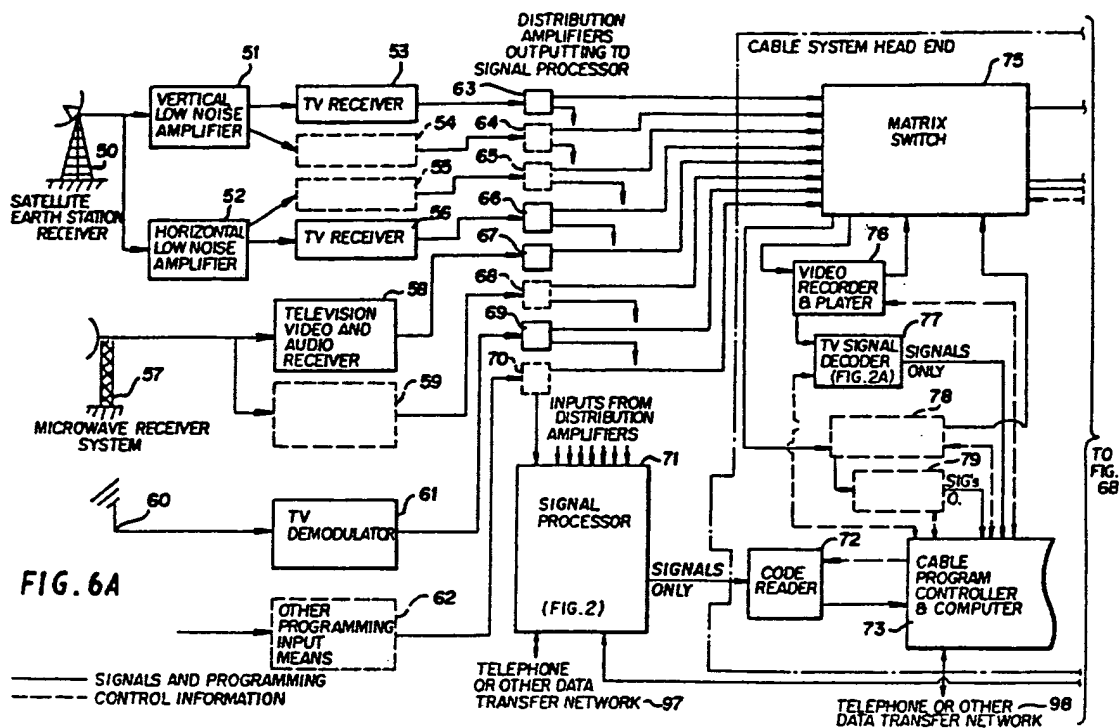 DISTRIBUTION
AMPLIFIERS
OUTPUTTING TO
SIGNAL PROCESSOR
CABLE SYSTEM HEAD END
51
VERTICAL
LOW NOISE
AMPLIFIER
53
TV RECEIVER
54
55
50
SATELLITE
EARTH STATION
RECEIVER
52
HORIZONTAL
LOW NOISE
AMPLIFIER
56
TV RECEIVER
63
64
65
66
67
68
69
70
75
MATRIX
SWITCH
58
TELEVISION
VIDEO AND
AUDIO
RECEIVER
57
MICROWAVE RECEIVER
SYSTEM
59
76
VIDEO
RECORDER
& PLAYER
77
TV SIGNAL
DECODER
(FIG.2A)
SIGNALS
ONLY
78
79
SIG's
O.
TO
FIG.
6B
INPUTS FROM
DISTRIBUTION
AMPLIFIERS
71
SIGNAL
PROCESSOR
(FIG.2)
60
61
TV
DEMODULATOR
SIGNALS
ONLY
72
CODE
READER
CABLE
PROGRAM
CONTROLLER
& COMPUTER
73
FIG.6A
62
OTHER
PROGRAMMING
INPUT
MEANS
SIGNALS AND PROGRAMMING
CONTROL INFORMATION
TELEPHONE
OR OTHER DATA
TRANSFER NETWORK 97
TELEPHONE OR OTHER 98
DATA TRANSFER NETWORK